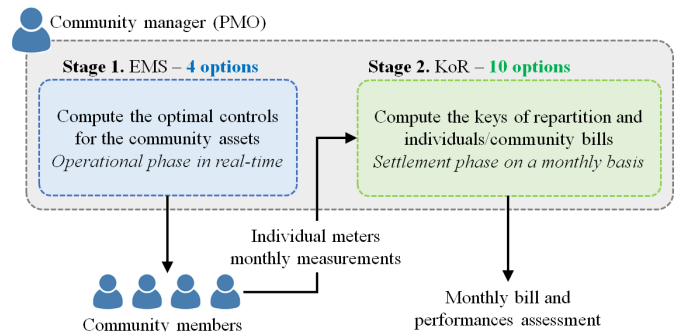 Community manager (PMO)
Stage 1. EMS – 4 options
Compute the optimal controls
for the community assets
Operational phase in real-time
Stage 2. KoR – 10 options
Compute the keys of repartition and
individuals/community bills
Settlement phase on a monthly basis
Individual meters
monthly measurements
Community members
Monthly bill and
performances assessment